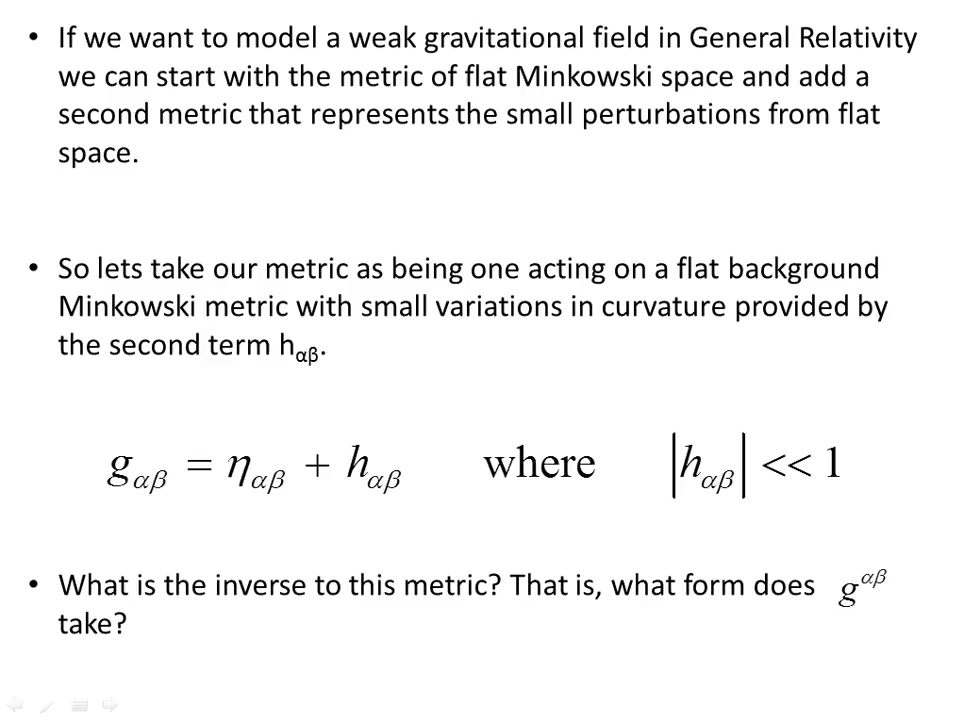 • If we want to model a weak gravitational field in General Relativity
we can start with the metric of flat Minkowski space and add a
second metric that represents the small perturbations from flat
space.
• So lets take our metric as being one acting on a flat background
Minkowski metric with small variations in curvature provided by
the second term hαβ.
gαβ = ηαβ + hαβ where |hαβ| << 1
• What is the inverse to this metric? That is, what form does g^αβ
take?